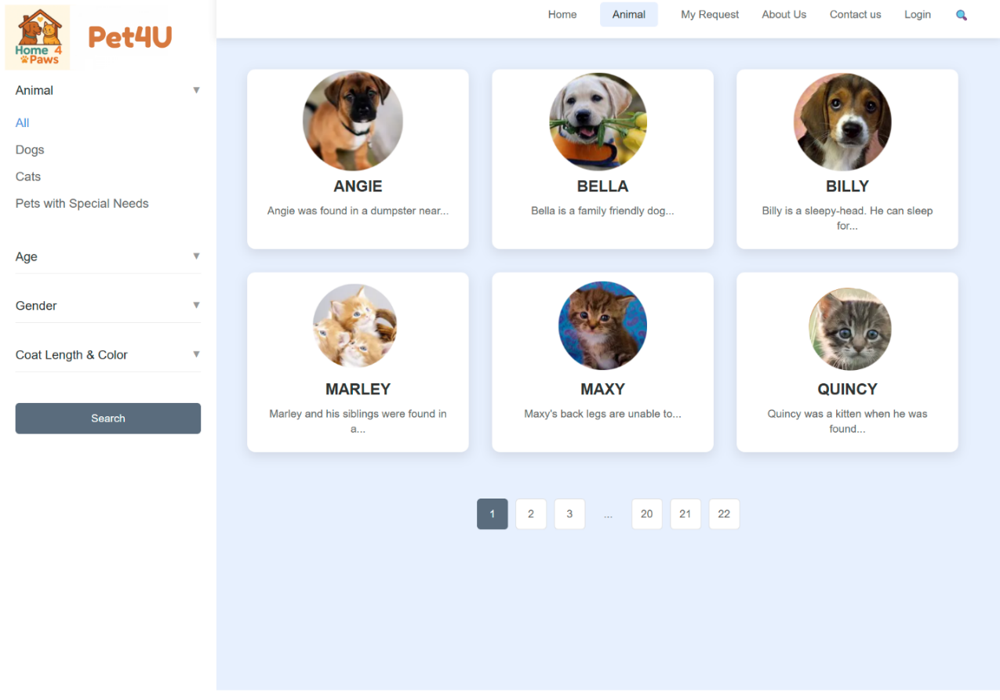 Home 4
Paws
Pet4U
Home Animal My Request About Us Contact us Login
Animal ▼
All
Dogs
Cats
Pets with Special Needs
Age ▼
Gender ▼
Coat Length & Color ▼
Search
ANGIE
Angie was found in a dumpster near...
BELLA
Bella is a family friendly dog...
BILLY
Billy is a sleepy-head. He can sleep
for...
MARLEY
Marley and his siblings were found in
a...
MAXY
Maxy's back legs are unable to...
QUINCY
Quincy was a kitten when he was
found...
1 2 3 ... 20 21 22